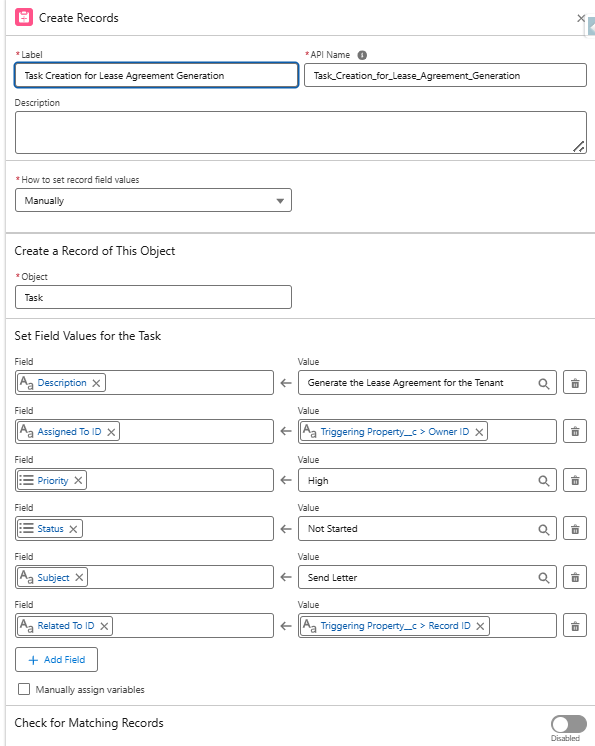 Create Records
*Label
*API Name
Task Creation for Lease Agreement Generation
Task_Creation_for_Lease_Agreement_Generation
Description
*How to set record field values
Manually
Create a Record of This Object
*Object
Task
Set Field Values for the Task
Field
Value
Description
Generate the Lease Agreement for the Tenant
Field
Value
Assigned To ID
Triggering Property__c > Owner ID
Field
Value
Priority
High
Field
Value
Status
Not Started
Field
Value
Subject
Send Letter
Field
Value
Related To ID
Triggering Property__c > Record ID
+ Add Field
Manually assign variables
Check for Matching Records
Disabled